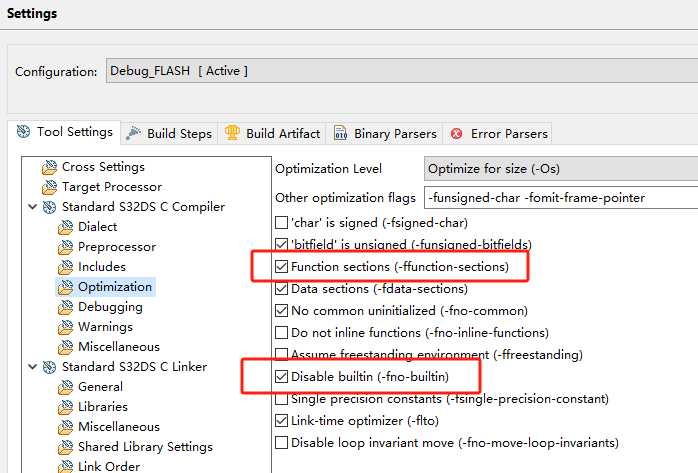 Settings
Configuration: Debug_FLASH [ Active ]
Tool Settings Build Steps Build Artifact Binary Parsers Error Parsers
Cross Settings
Target Processor
Standard S32DS C Compiler
Dialect
Preprocessor
Includes
Optimization
Debugging
Warnings
Miscellaneous
Standard S32DS C Linker
General
Libraries
Miscellaneous
Shared Library Settings
Link Order
Optimization Level Optimize for size (-Os)
Other optimization flags -funsigned-char -fomit-frame-pointer
'char' is signed (-fsigned-char)
'bitfield' is unsigned (-funsigned-bitfields)
Function sections (-ffunction-sections)
Data sections (-fdata-sections)
No common uninitialized (-fno-common)
Do not inline functions (-fno-inline-functions)
Assume freestanding environment (-ffreestanding)
Disable builtin (-fno-builtin)
Single precision constants (-fsingle-precision-constant)
Link-time optimizer (-flto)
Disable loop invariant move (-fno-move-loop-invariants)